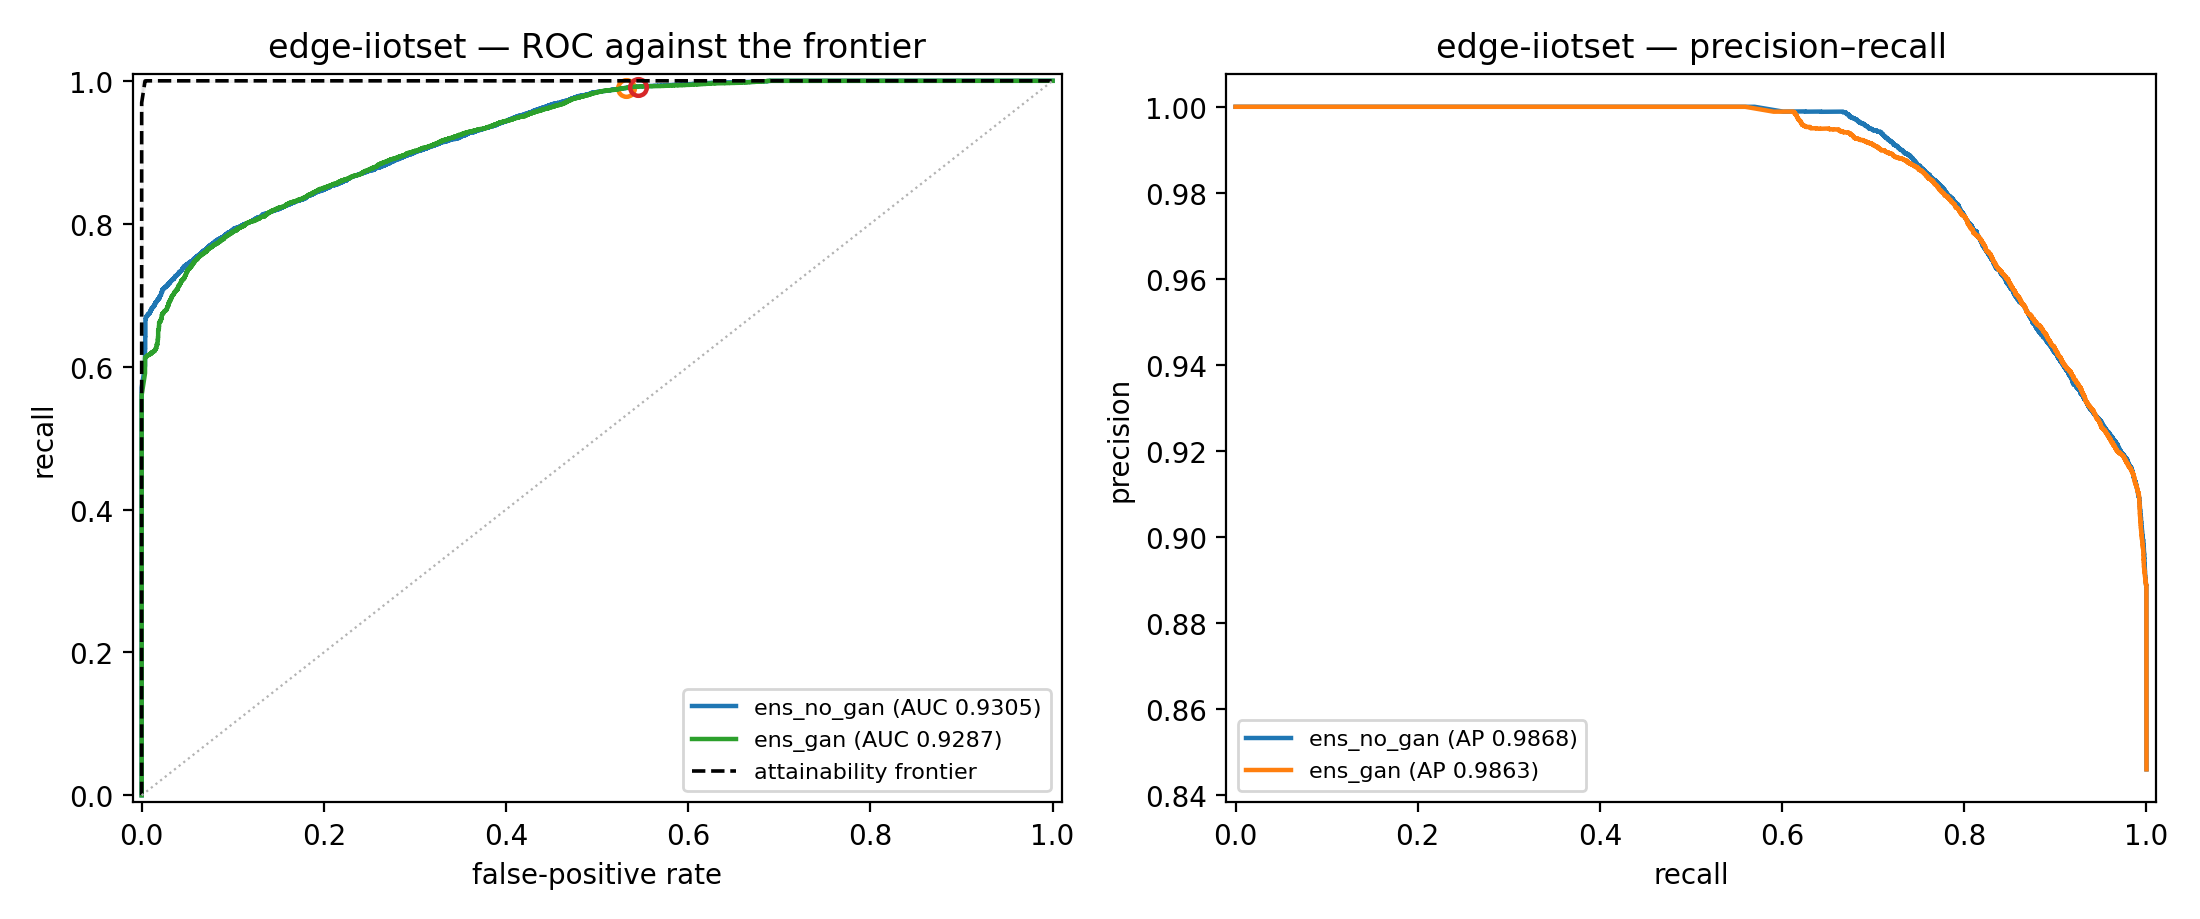 edge-iiotset — ROC against the frontier
1.0
0.8
0.6
0.4
0.2
0.0
recall
0.0 0.2 0.4 0.6 0.8 1.0
false-positive rate
ens_no_gan (AUC 0.9305)
ens_gan (AUC 0.9287)
attainability frontier
edge-iiotset — precision–recall
1.00
0.98
0.96
0.94
0.92
0.90
0.88
0.86
0.84
precision
0.0 0.2 0.4 0.6 0.8 1.0
recall
ens_no_gan (AP 0.9868)
ens_gan (AP 0.9863)